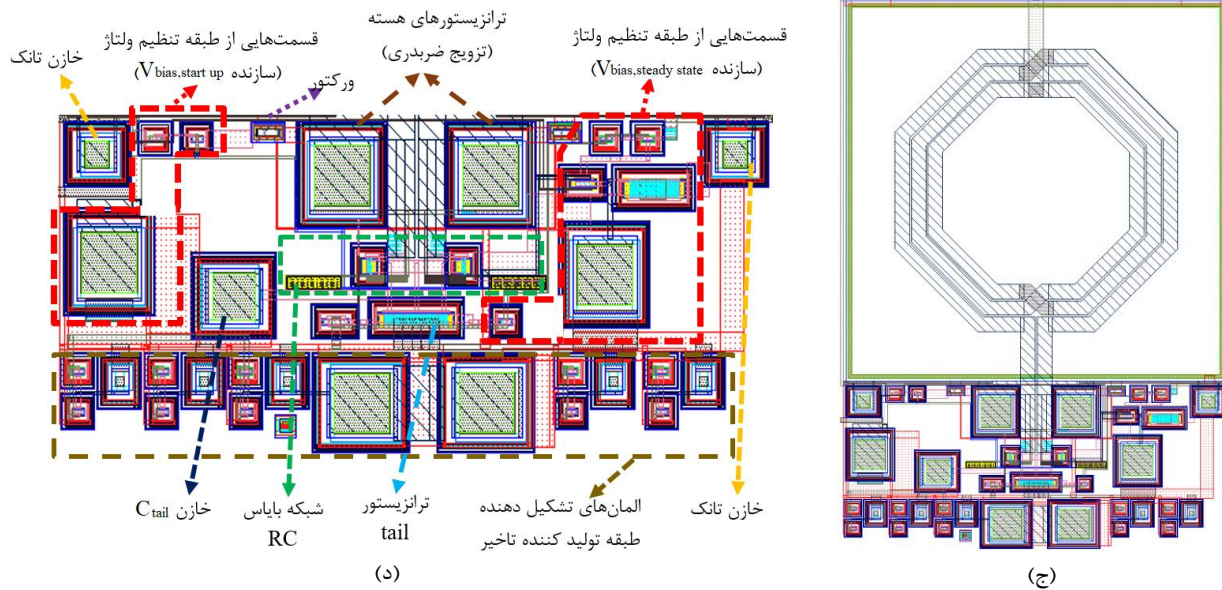 ترانزیستورهای هسته
(تزویج ضربدری)
قسمت‌هایی از طبقه تنظیم ولتاژ
(سازنده Vbias,steady state)
قسمت‌هایی از طبقه تنظیم ولتاژ
(سازنده Vbias,start up)
خازن تانک
ورکتور
خازن تانک
المان‌های تشکیل دهنده
طبقه تولید کننده تاخیر
ترانزیستور
tail
شبکه بایاس
RC
خازن Ctail
(د)
(ج)